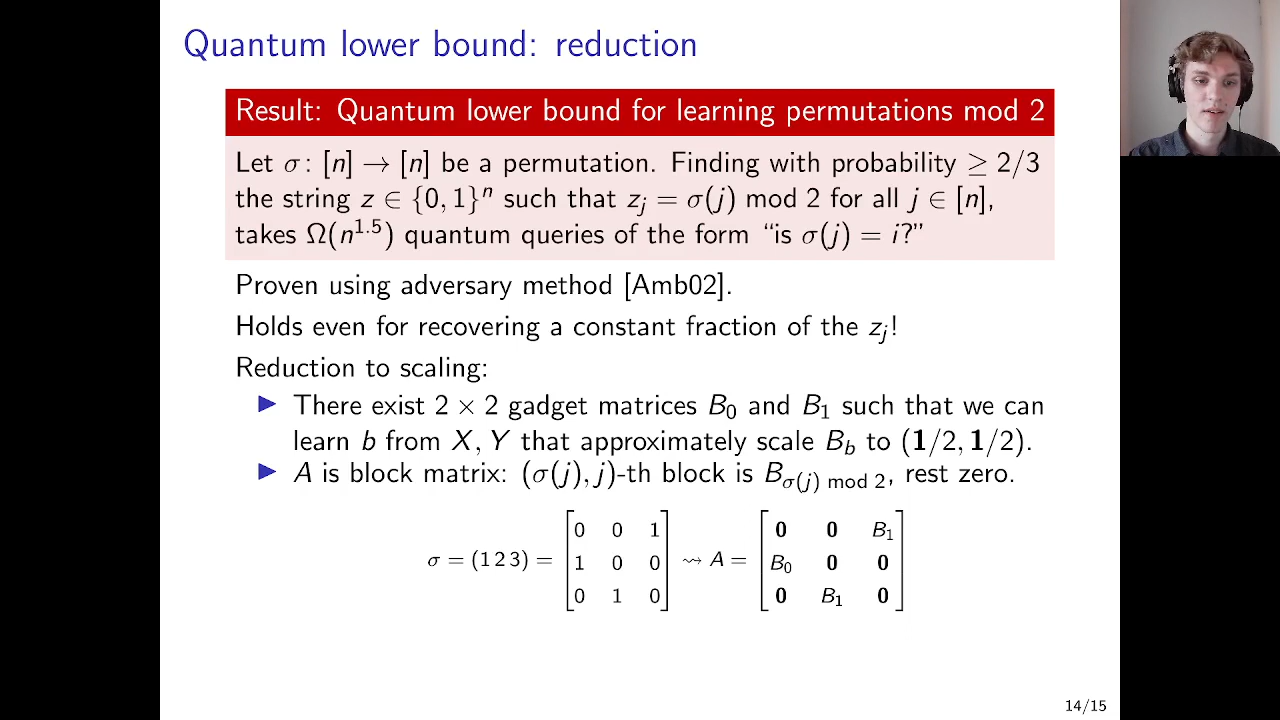 Quantum lower bound: reduction
Result: Quantum lower bound for learning permutations mod 2
Let σ: [n] → [n] be a permutation. Finding with probability ≥ 2/3
the string z ∈ {0, 1}ⁿ such that z_j = σ(j) mod 2 for all j ∈ [n],
takes Ω(n^1.5) quantum queries of the form “is σ(j) = i?”
Proven using adversary method [Amb02].
Holds even for recovering a constant fraction of the z_j!
Reduction to scaling:
▶ There exist 2 × 2 gadget matrices B₀ and B₁ such that we can
learn b from X, Y that approximately scale B_b to (1/2, 1/2).
▶ A is block matrix: (σ(j), j)-th block is B_σ(j) mod 2, rest zero.
σ = (1 2 3) = [0 0 1; 1 0 0; 0 1 0] ⇝ A = [0 0 B₁; B₀ 0 0; 0 B₁ 0]
14/15